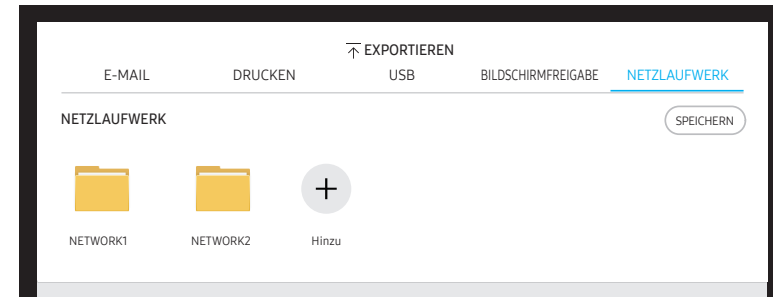 EXPORTIEREN
E-MAIL DRUCKEN USB BILDSCHIRMFREIGABE NETZLAUFWERK
NETZLAUFWERK SPEICHERN
NETWORK1 NETWORK2 Hinzu